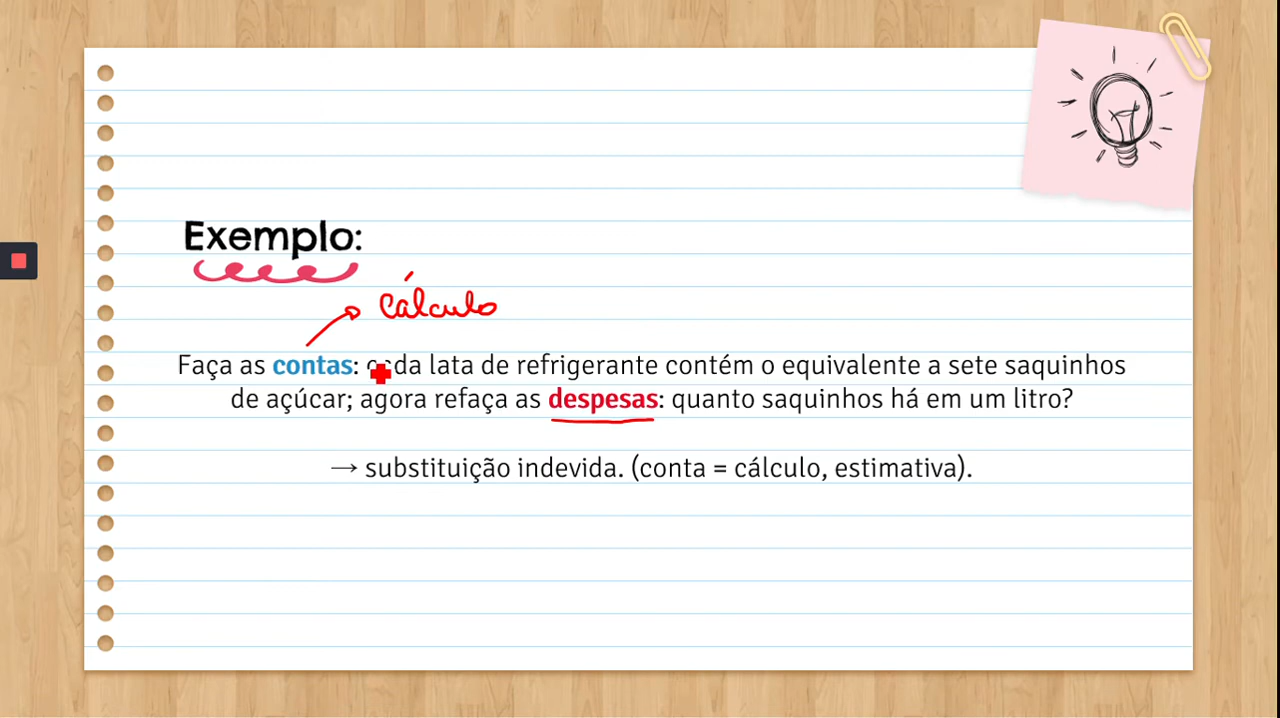 Exemplo:
cálculo
Faça as contas: cada lata de refrigerante contém o equivalente a sete saquinhos
de açúcar; agora refaça as despesas: quanto saquinhos há em um litro?
→ substituição indevida. (conta = cálculo, estimativa).